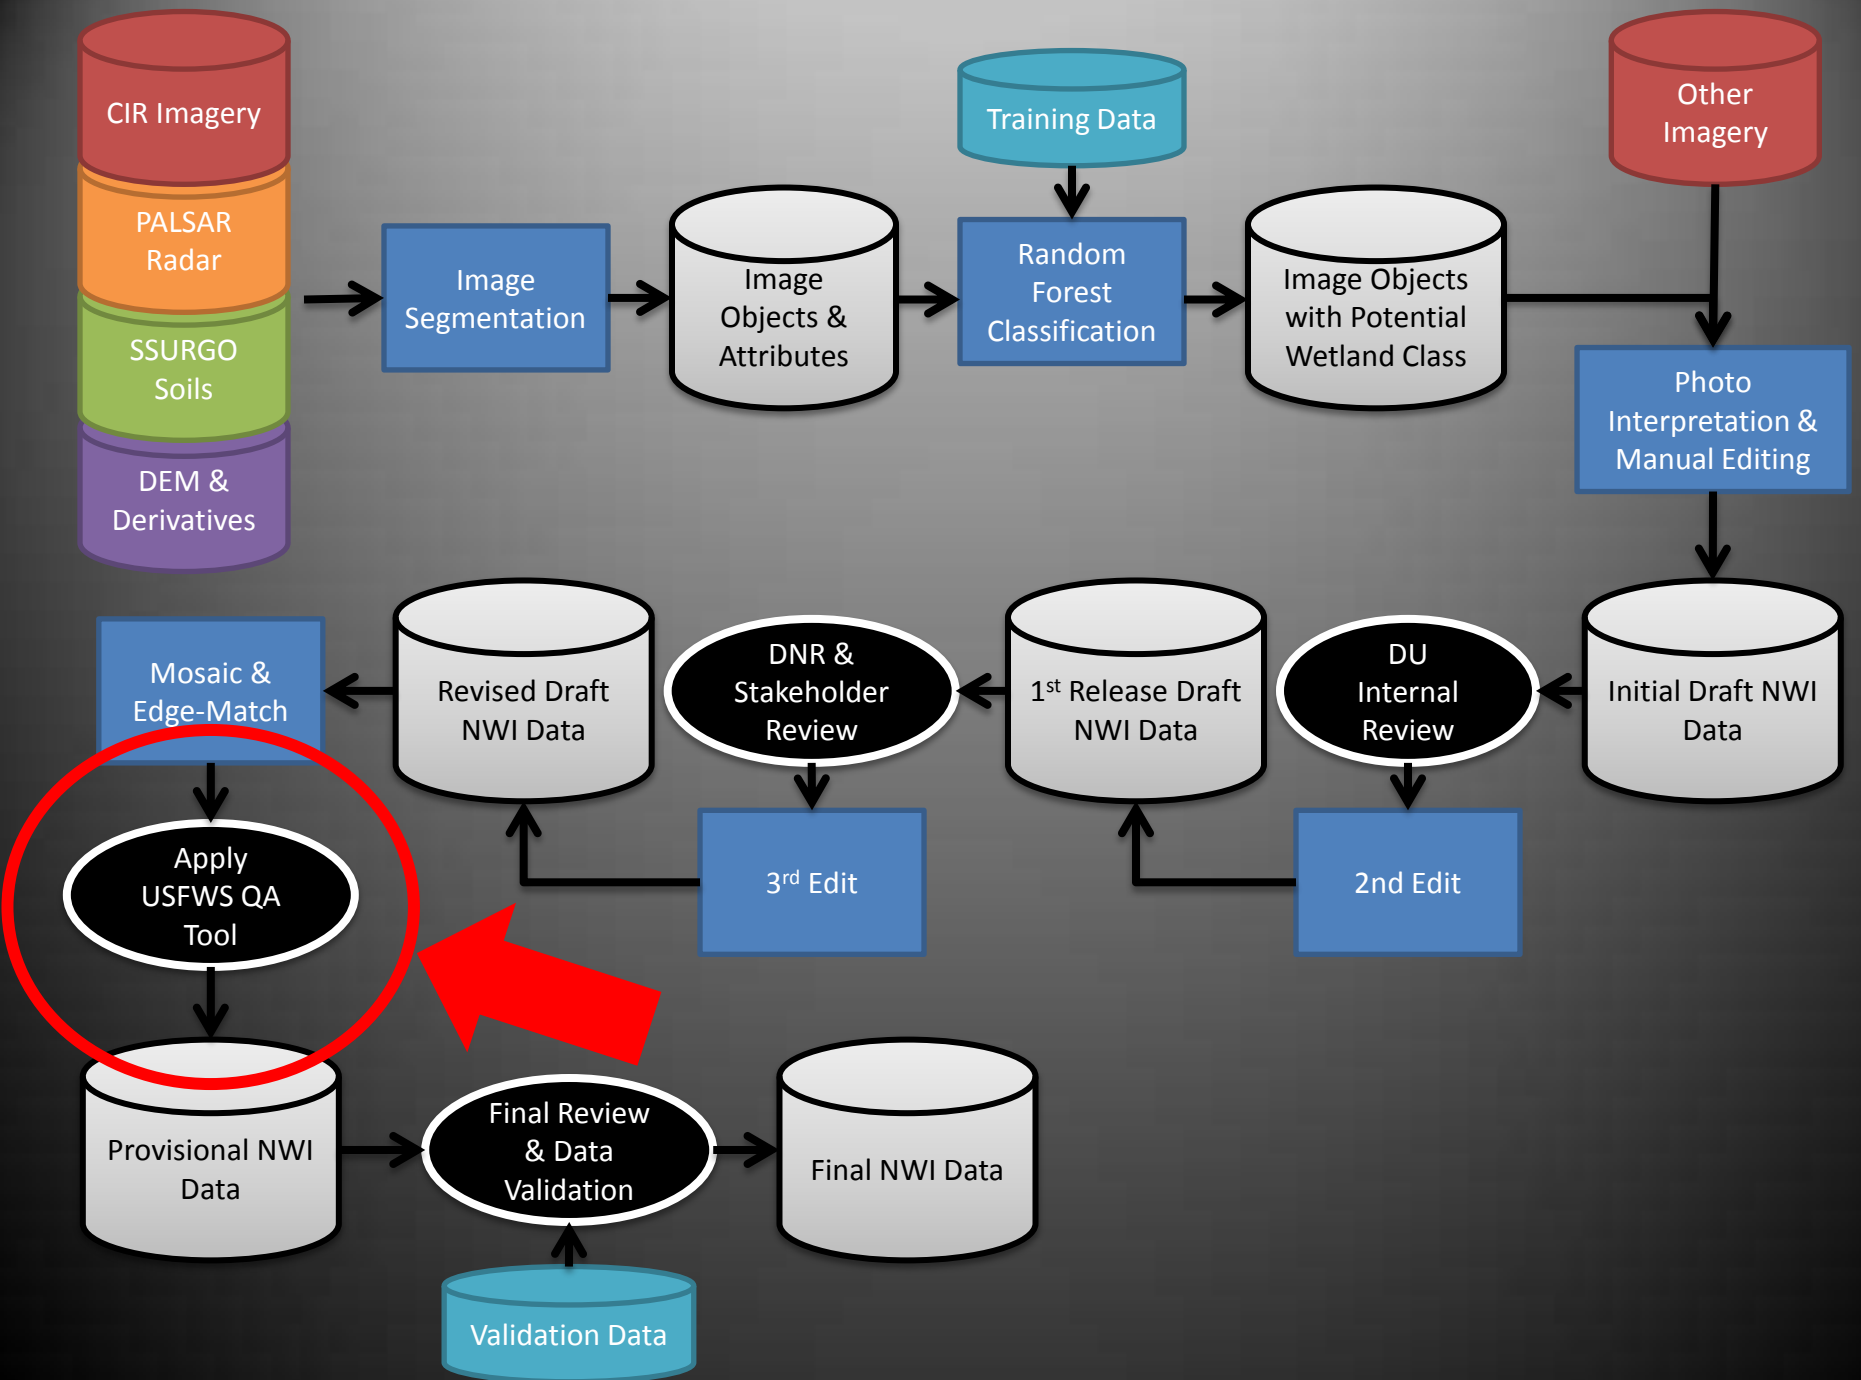 CIR Imagery
PALSAR
Radar
SSURGO
Soils
DEM &
Derivatives
Image
Segmentation
Image
Objects &
Attributes
Training Data
Random
Forest
Classification
Image Objects
with Potential
Wetland Class
Other
Imagery
Photo
Interpretation &
Manual Editing
Initial Draft NWI
Data
DU
Internal
Review
2nd Edit
1st Release Draft
NWI Data
DNR &
Stakeholder
Review
3rd Edit
Revised Draft
NWI Data
Mosaic &
Edge-Match
Apply
USFWS QA
Tool
Provisional NWI
Data
Final Review
& Data
Validation
Validation Data
Final NWI Data